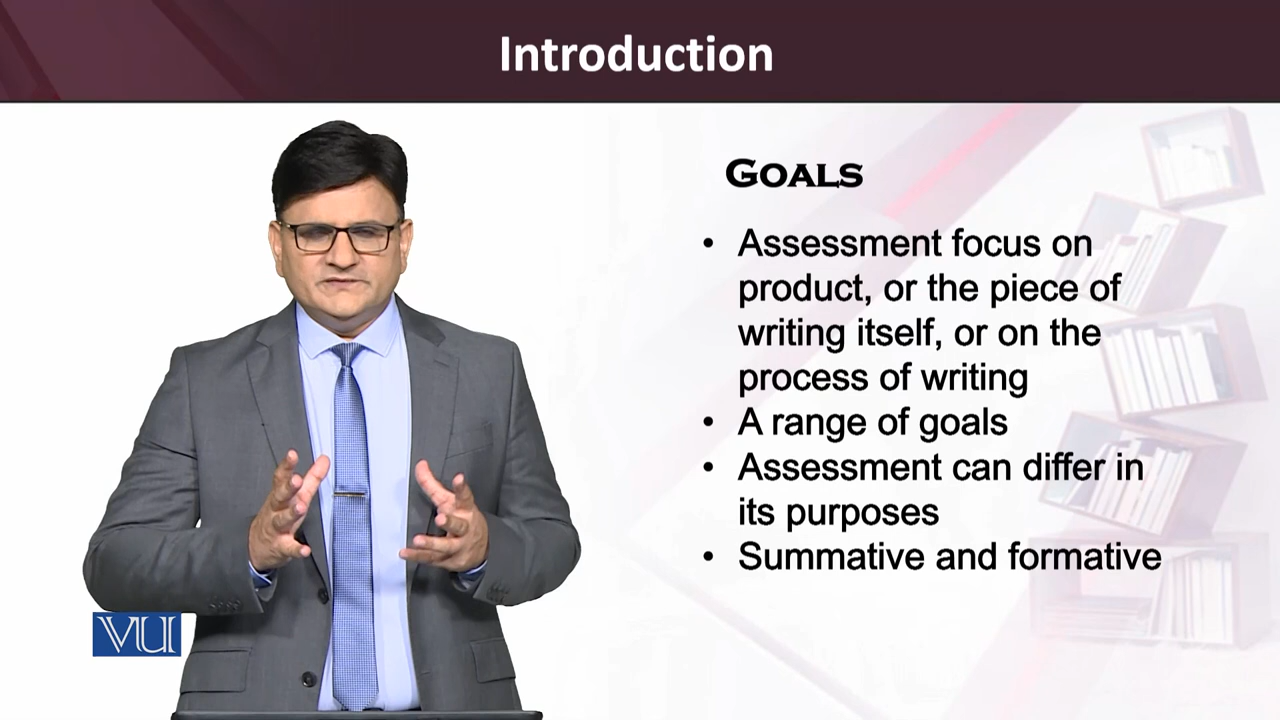 Introduction
GOALS
• Assessment focus on
product, or the piece of
writing itself, or on the
process of writing
• A range of goals
• Assessment can differ in
its purposes
• Summative and formative
VU